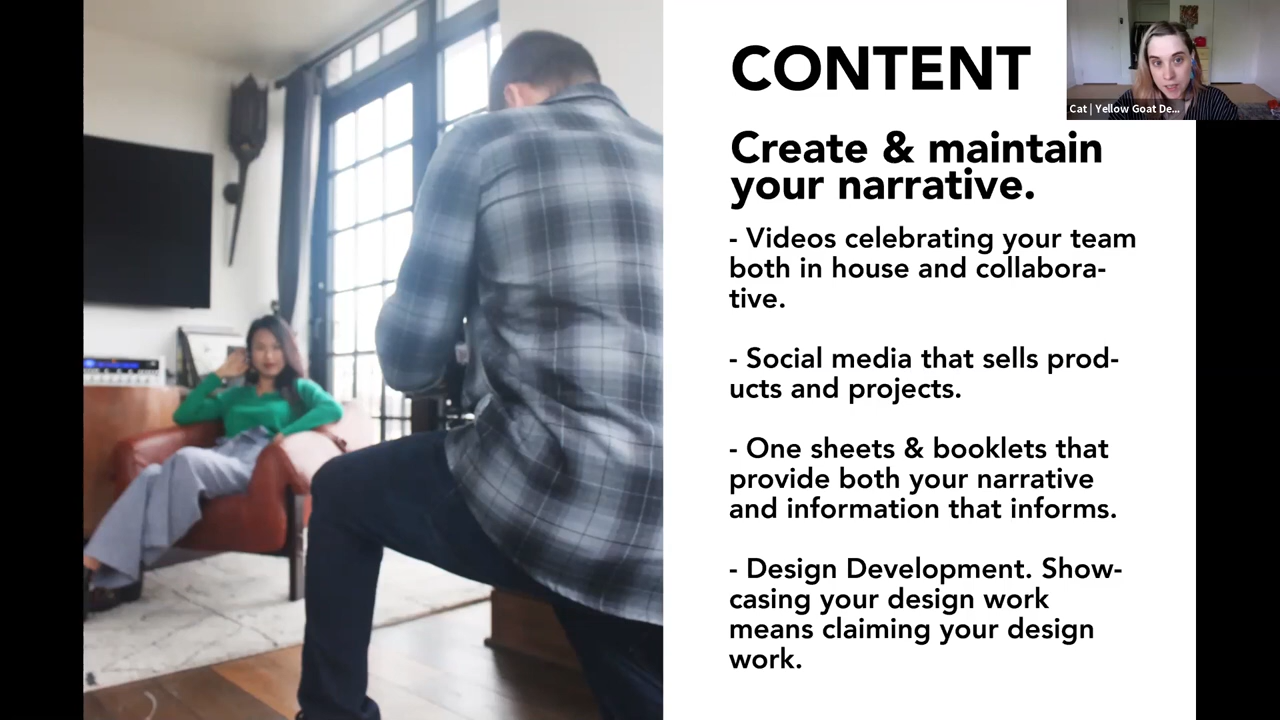 CONTENT
Cat | Yellow Goat De...
Create & maintain
your narrative.
- Videos celebrating your team
both in house and collabora-
tive.
- Social media that sells prod-
ucts and projects.
- One sheets & booklets that
provide both your narrative
and information that informs.
- Design Development. Show-
casing your design work
means claiming your design
work.